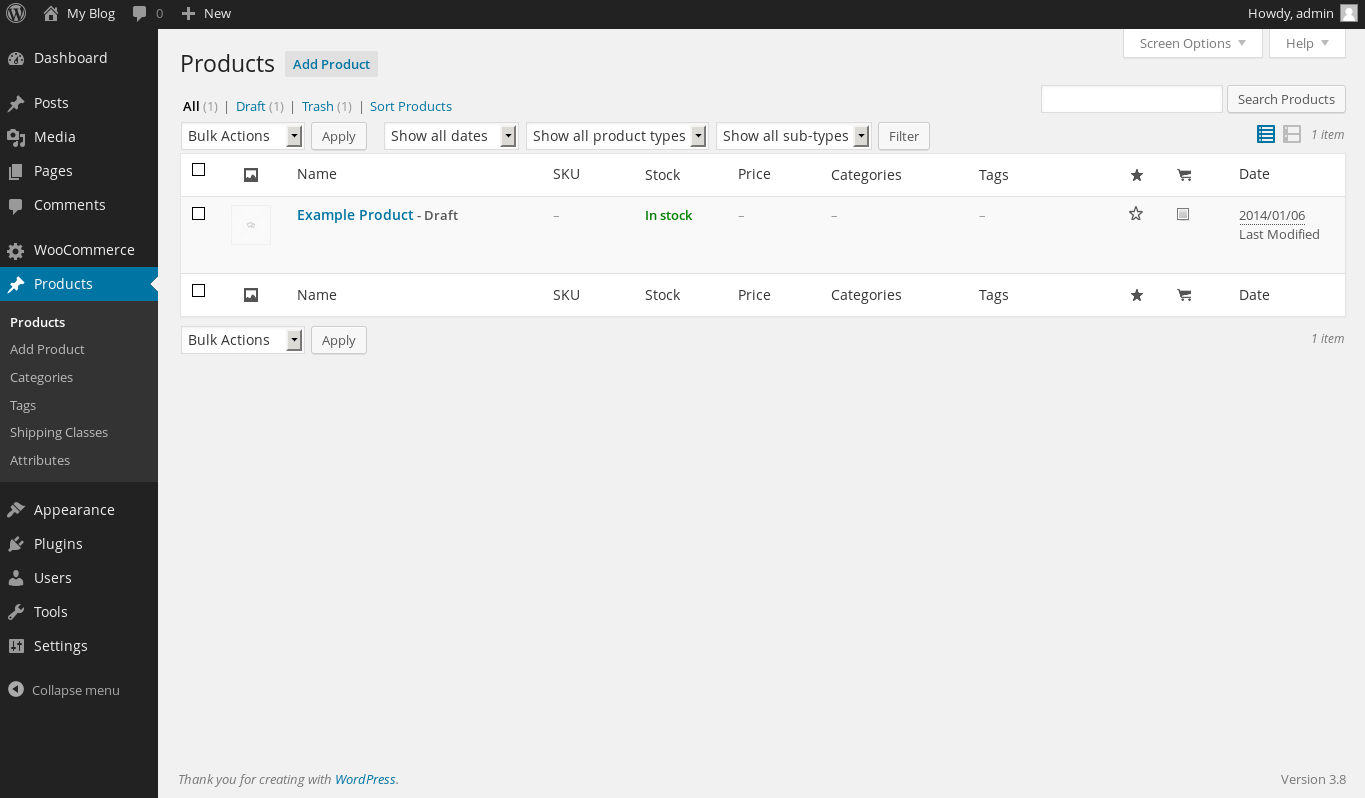 My Blog 0 New Howdy, admin
Screen Options Help
Dashboard
Posts
Media
Pages
Comments
WooCommerce
Products
Products
Add Product
Categories
Tags
Shipping Classes
Attributes
Appearance
Plugins
Users
Tools
Settings
Collapse menu
Products Add Product
All (1) | Draft (1) | Trash (1) | Sort Products
Search Products
Bulk Actions Apply Show all dates Show all product types Show all sub-types Filter 1 item
Name SKU Stock Price Categories Tags Date
Example Product - Draft – In stock – – – 2014/01/06
Last Modified
Name SKU Stock Price Categories Tags Date
Bulk Actions Apply 1 item
Thank you for creating with WordPress. Version 3.8